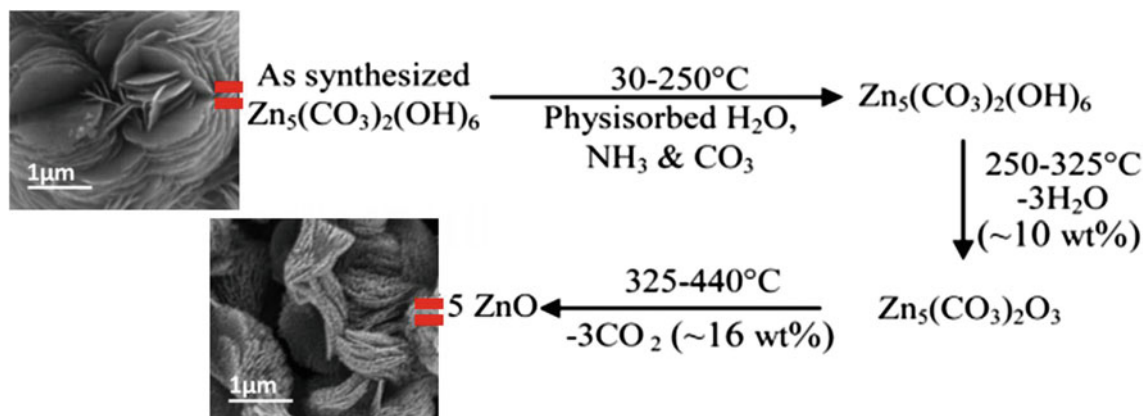 1μm
As synthesized
Zn₅(CO₃)₂(OH)₆
30-250°C
Physisorbed H₂O,
NH₃ & CO₃
Zn₅(CO₃)₂(OH)₆
250-325°C
-3H₂O
(~10 wt%)
Zn₅(CO₃)₂O₃
325-440°C
-3CO₂ (~16 wt%)
5 ZnO
1μm